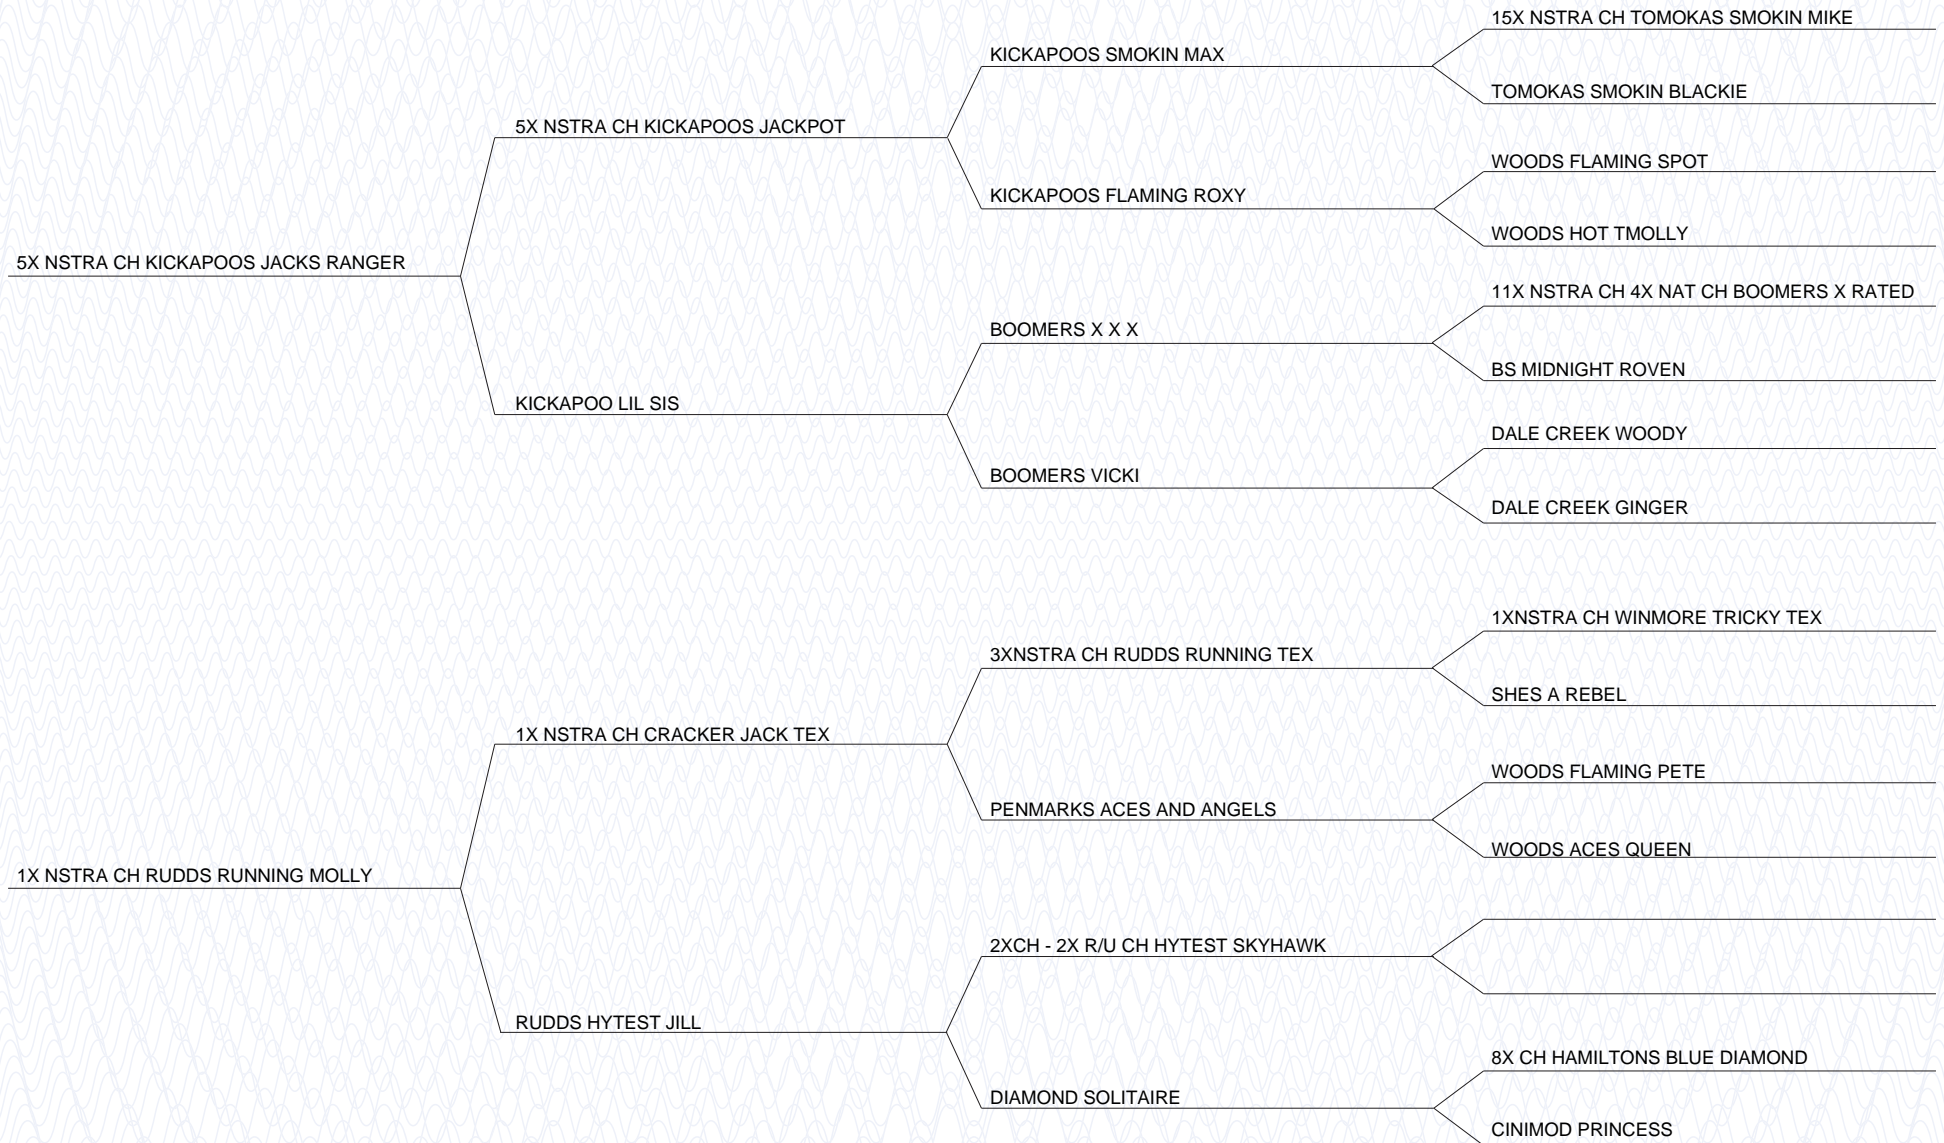 15X NSTRA CH TOMOKAS SMOKIN MIKE
KICKAPOOS SMOKIN MAX
TOMOKAS SMOKIN BLACKIE
5X NSTRA CH KICKAPOOS JACKPOT
WOODS FLAMING SPOT
KICKAPOOS FLAMING ROXY
WOODS HOT TMOLLY
5X NSTRA CH KICKAPOOS JACKS RANGER
11X NSTRA CH 4X NAT CH BOOMERS X RATED
BOOMERS X X X
BS MIDNIGHT ROVEN
KICKAPOO LIL SIS
DALE CREEK WOODY
BOOMERS VICKI
DALE CREEK GINGER
1XNSTRA CH WINMORE TRICKY TEX
3XNSTRA CH RUDDS RUNNING TEX
SHES A REBEL
1X NSTRA CH CRACKER JACK TEX
WOODS FLAMING PETE
PENMARKS ACES AND ANGELS
WOODS ACES QUEEN
1X NSTRA CH RUDDS RUNNING MOLLY
2XCH - 2X R/U CH HYTEST SKYHAWK
RUDDS HYTEST JILL
8X CH HAMILTONS BLUE DIAMOND
DIAMOND SOLITAIRE
CINIMOD PRINCESS